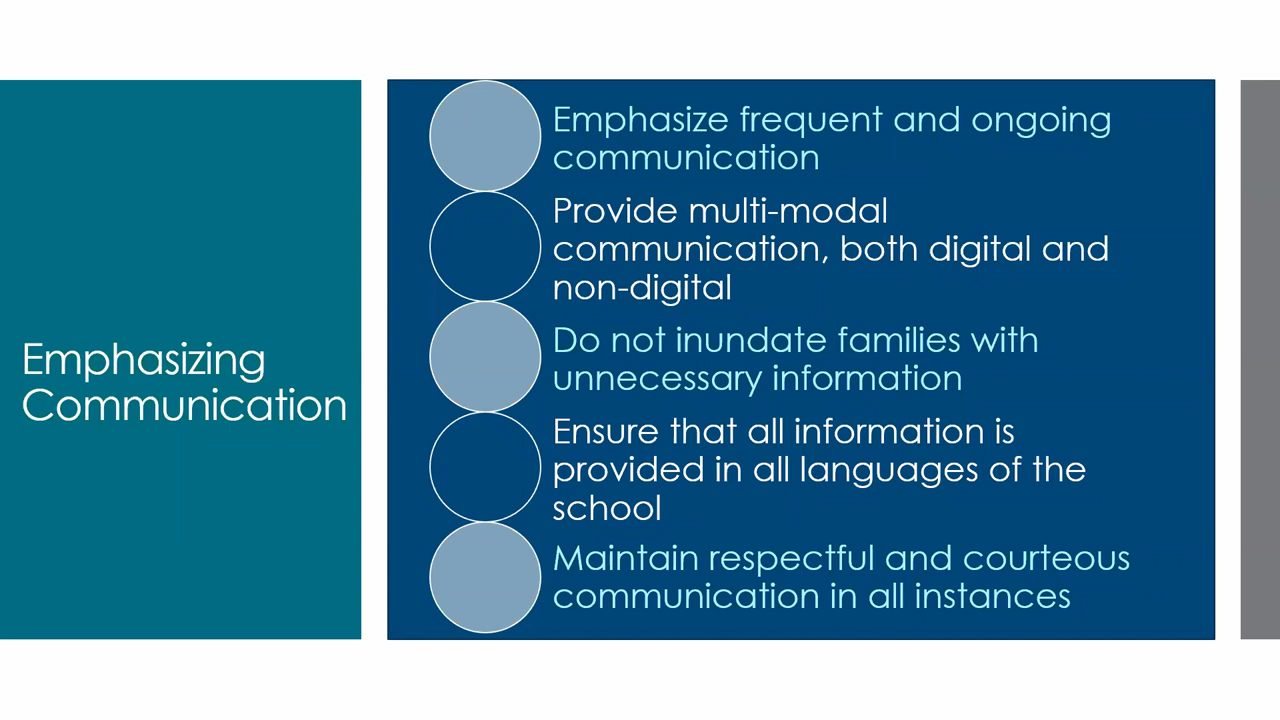 Emphasizing
Communication
Emphasize frequent and ongoing
communication
Provide multi-modal
communication, both digital and
non-digital
Do not inundate families with
unnecessary information
Ensure that all information is
provided in all languages of the
school
Maintain respectful and courteous
communication in all instances